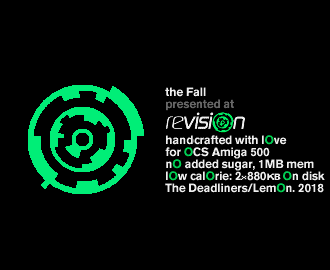 the Fall
presented at
revision
handcrafted with lOve
for OCS Amiga 500
nO added sugar, 1MB mem
lOw calOrie: 2x880KB On disk
The Deadliners/LemOn. 2018